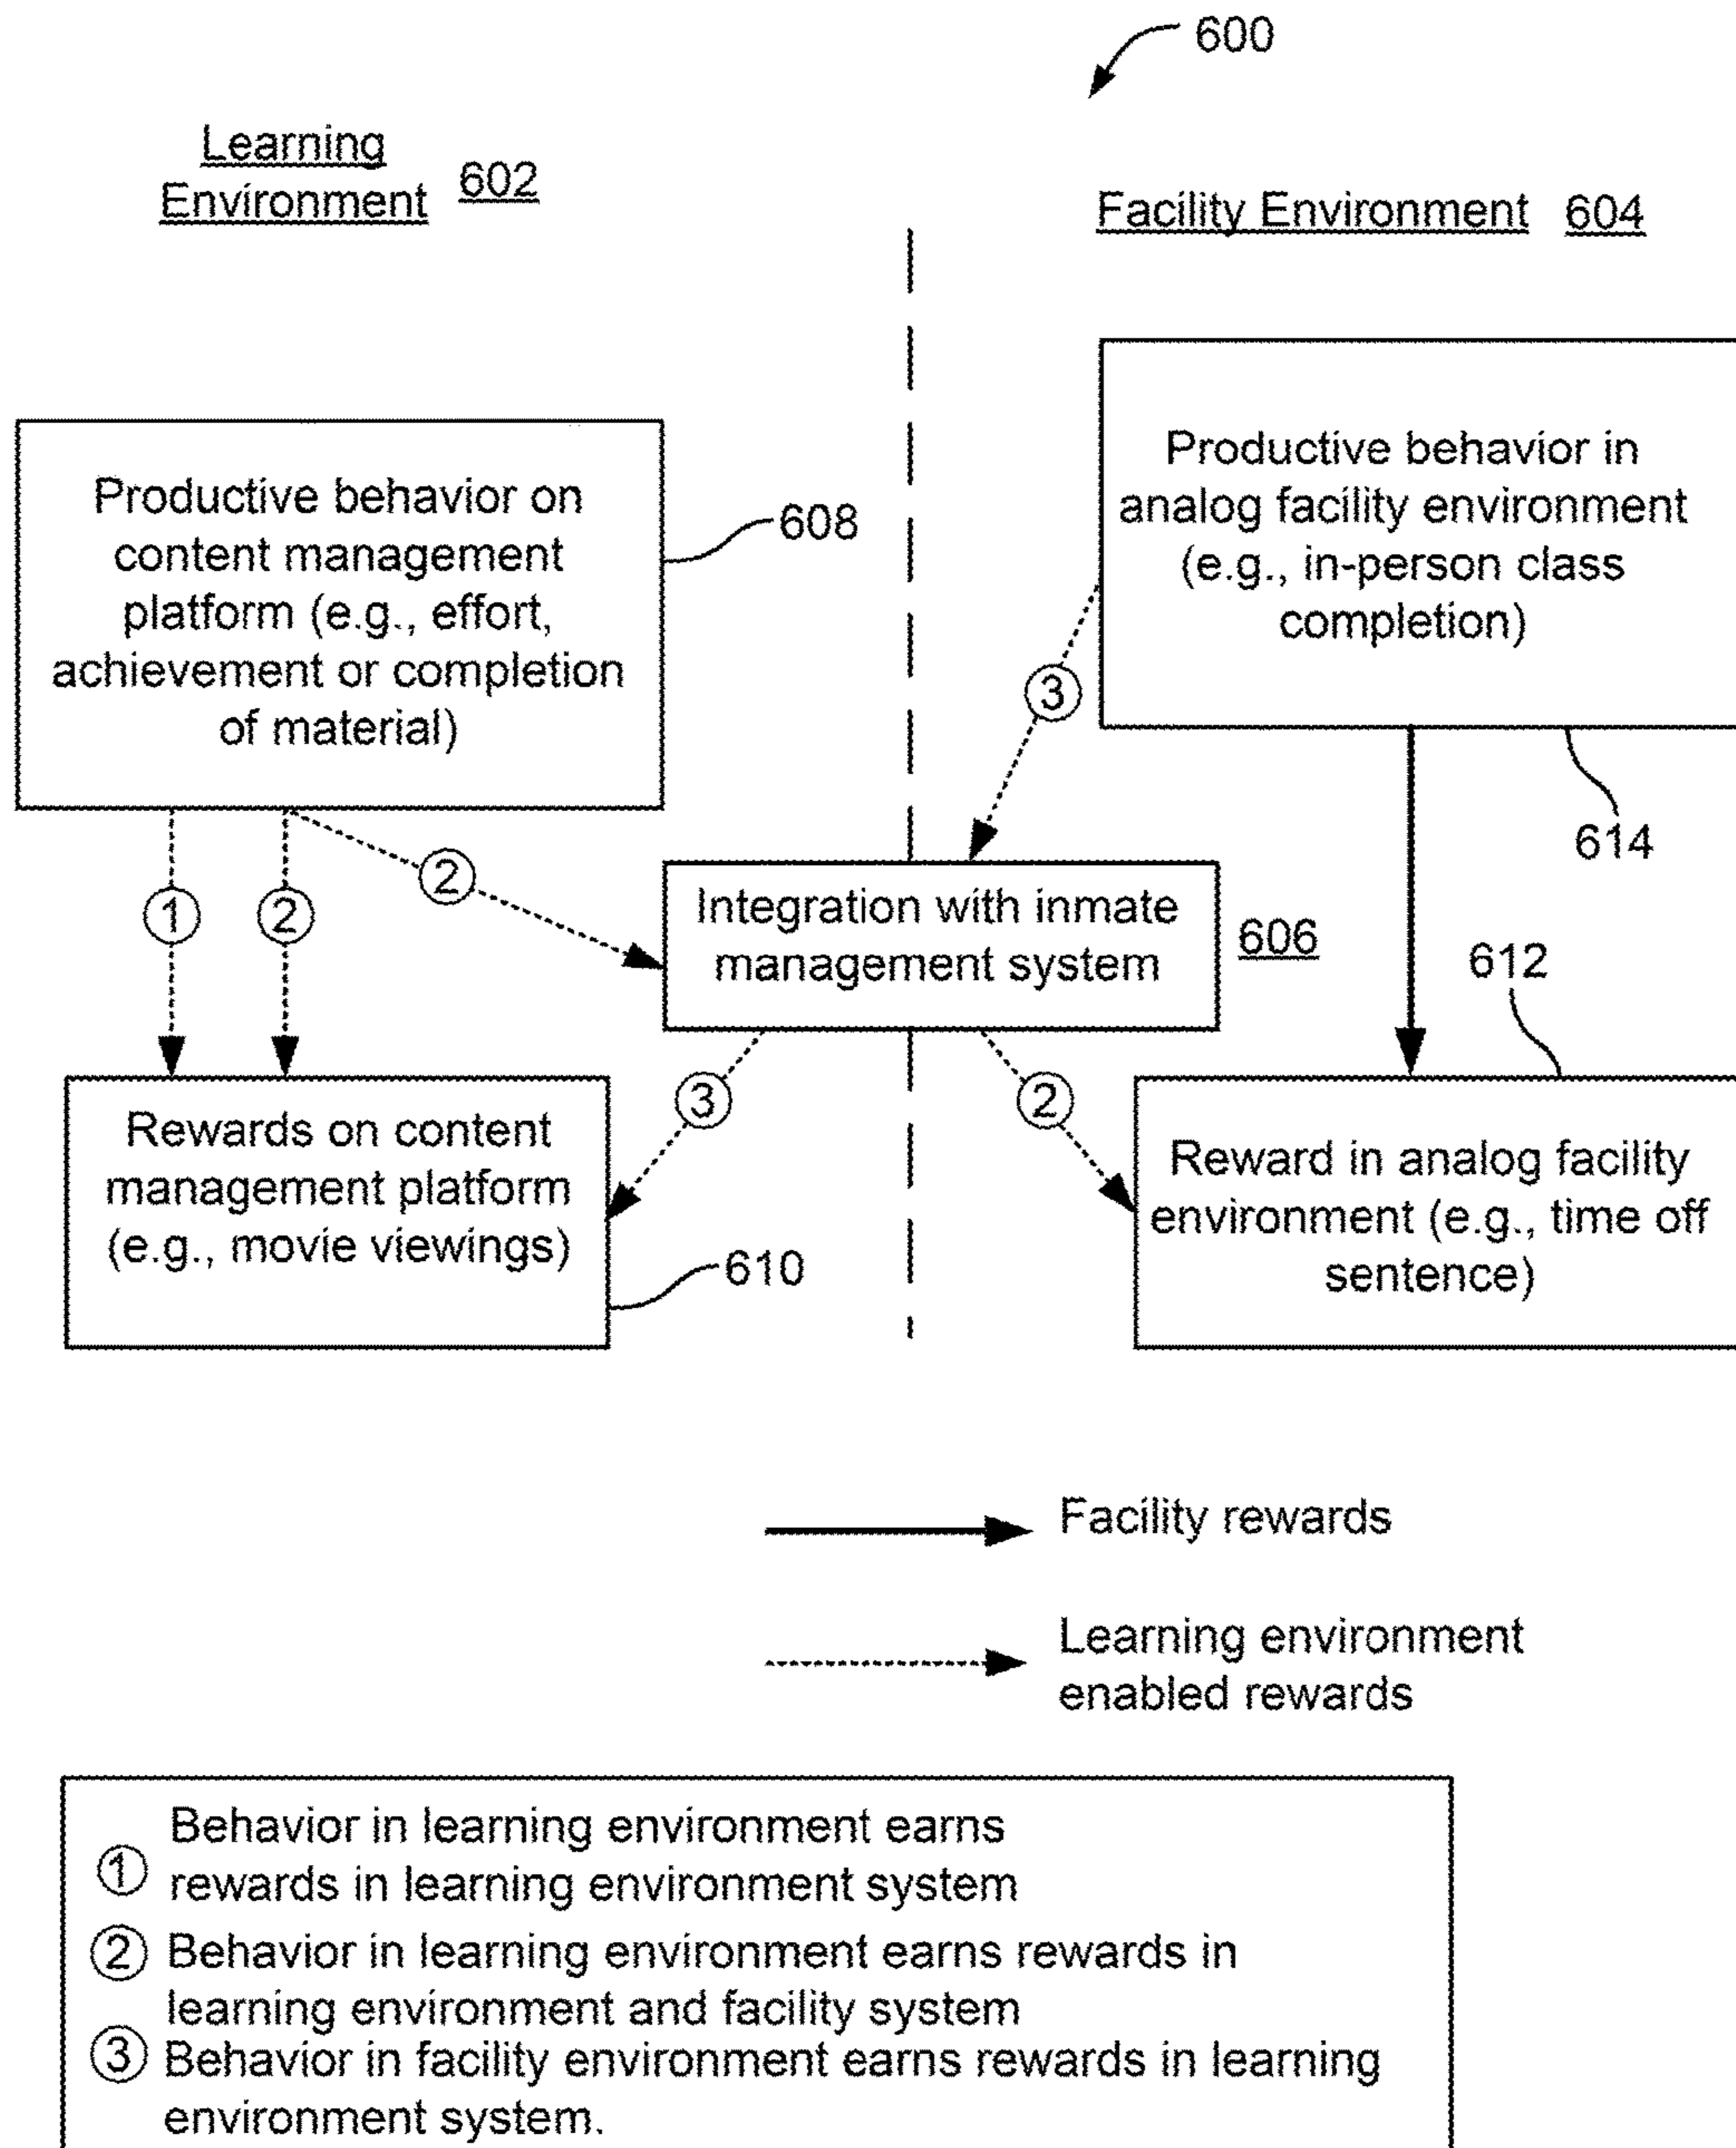 600
Learning
Environment 602
Facility Environment 604
Productive behavior on
content management
platform (e.g., effort,
achievement or completion
of material)
608
Productive behavior in
analog facility environment
(e.g., in-person class
completion)
614
3
1
2
2
Integration with inmate
management system
606
612
3
2
Rewards on content
management platform
(e.g., movie viewings)
610
Reward in analog facility
environment (e.g., time off
sentence)
Facility rewards
Learning environment
enabled rewards
1 Behavior in learning environment earns
rewards in learning environment system
2 Behavior in learning environment earns rewards in
learning environment and facility system
3 Behavior in facility environment earns rewards in learning
environment system.